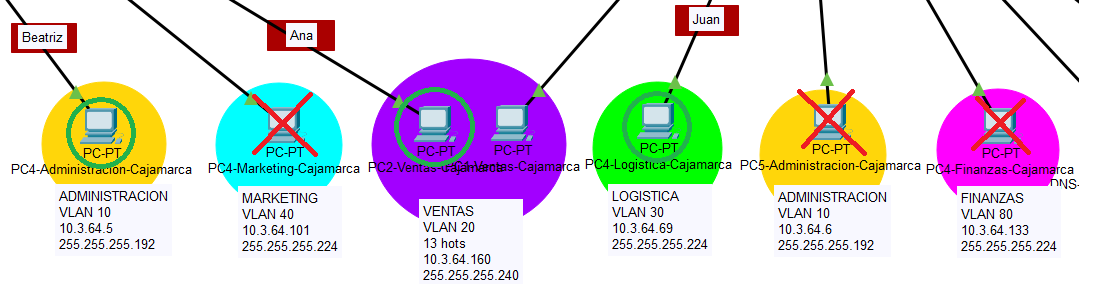 Beatriz
Ana
Juan
PC-PT
PC4-Administracion-Cajamarca
PC-PT
PC4-Marketing-Cajamarca
PC-PT
PC2-Ventas-Cajamarca
PC-PT
Ventas-Cajamarca
PC-PT
PC4-Logistica-Cajamarca
PC-PT
PC5-Administracion-Cajamarca
PC-PT
PC4-Finanzas-Cajamarca
DNS-
ADMINISTRACION
VLAN 10
10.3.64.5
255.255.255.192
MARKETING
VLAN 40
10.3.64.101
255.255.255.224
VENTAS
VLAN 20
13 hots
10.3.64.160
255.255.255.240
LOGISTICA
VLAN 30
10.3.64.69
255.255.255.224
ADMINISTRACION
VLAN 10
10.3.64.6
255.255.255.192
FINANZAS
VLAN 80
10.3.64.133
255.255.255.224